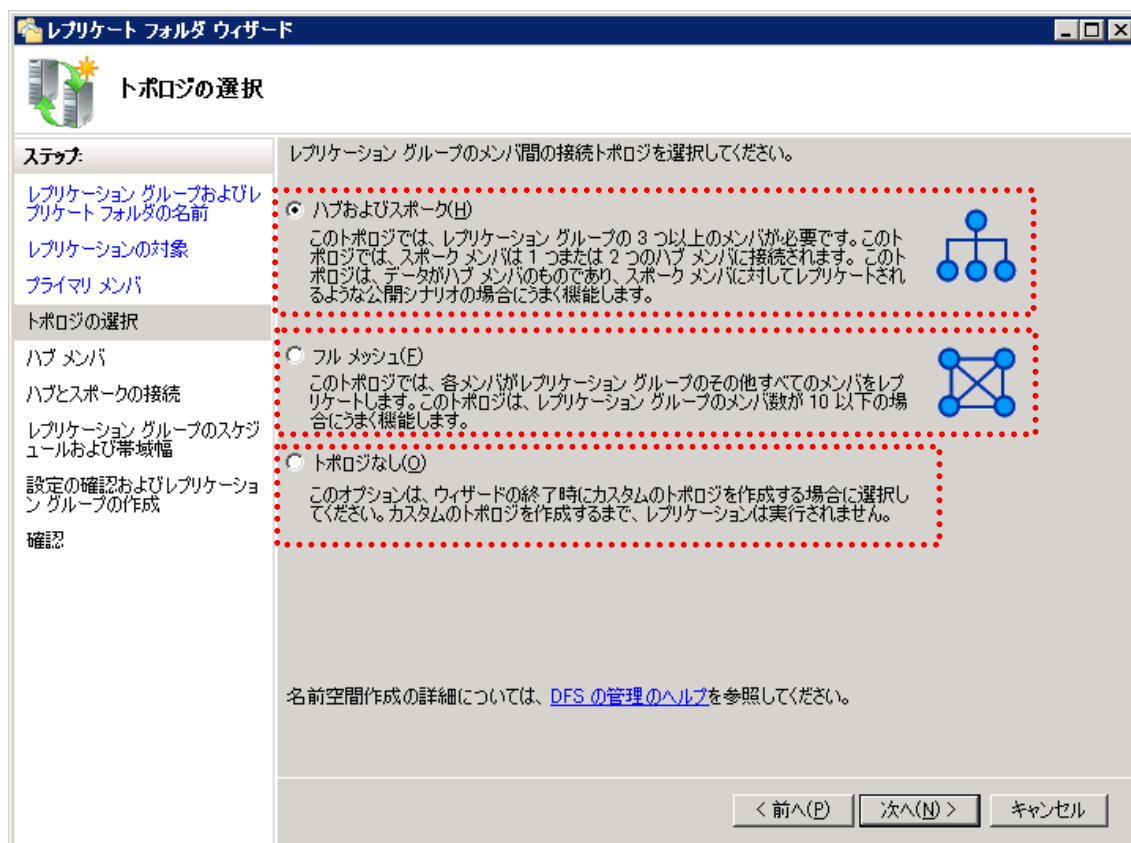 レプリケート フォルダ ウィザード
トポロジの選択
ステップ:
レプリケーション グループおよびレ
プリケート フォルダの名前
レプリケーションの対象
プライマリ メンバ
トポロジの選択
ハブ メンバ
ハブとスポークの接続
レプリケーション グループのスケジ
ュールおよび帯域幅
設定の確認およびレプリケーショ
ン グループの作成
確認
レプリケーション グループのメンバ間の接続トポロジを選択してください。
ハブおよびスポーク(H)
このトポロジでは、レプリケーション グループの 3 つ以上のメンバが必要です。このト
ポロジでは、スポーク メンバは 1 つまたは 2 つのハブ メンバに接続されます。このト
ポロジは、データがハブ メンバのものであり、スポーク メンバに対してレプリケートされ
るような公開シナリオの場合にうまく機能します。
フル メッシュ(F)
このトポロジでは、各メンバがレプリケーション グループのその他すべてのメンバをレプ
リケートします。このトポロジは、レプリケーション グループのメンバ数が 10 以下の場
合にうまく機能します。
トポロジなし(O)
このオプションは、ウィザードの終了時にカスタムのトポロジを作成する場合に選択し
てください。カスタムのトポロジを作成するまで、レプリケーションは実行されません。
名前空間作成の詳細については、DFS の管理のヘルプを参照してください。
< 前へ(P)
次へ(N) >
キャンセル